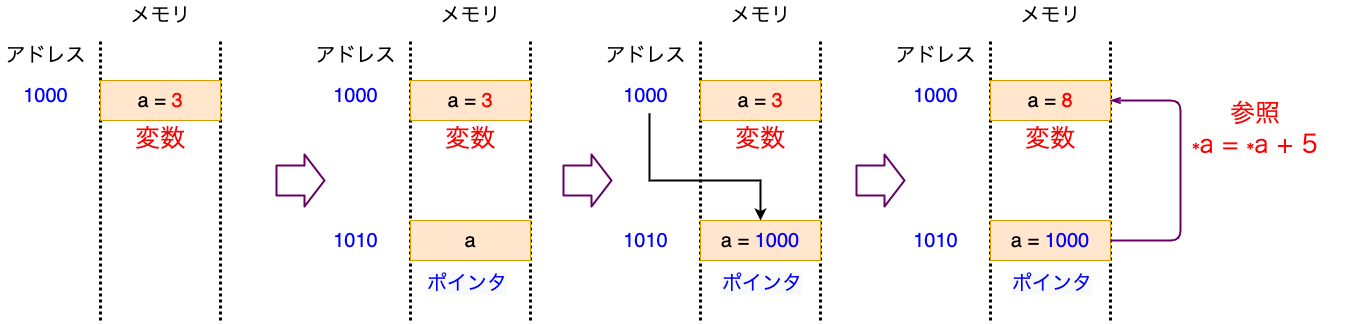 メモリ
アドレス
1000
a = 3
変数
メモリ
アドレス
1000
a = 3
変数
1010
a
ポインタ
メモリ
アドレス
1000
a = 3
変数
1010
a = 1000
ポインタ
メモリ
アドレス
1000
a = 8
変数
1010
a = 1000
ポインタ
参照
*a = *a + 5